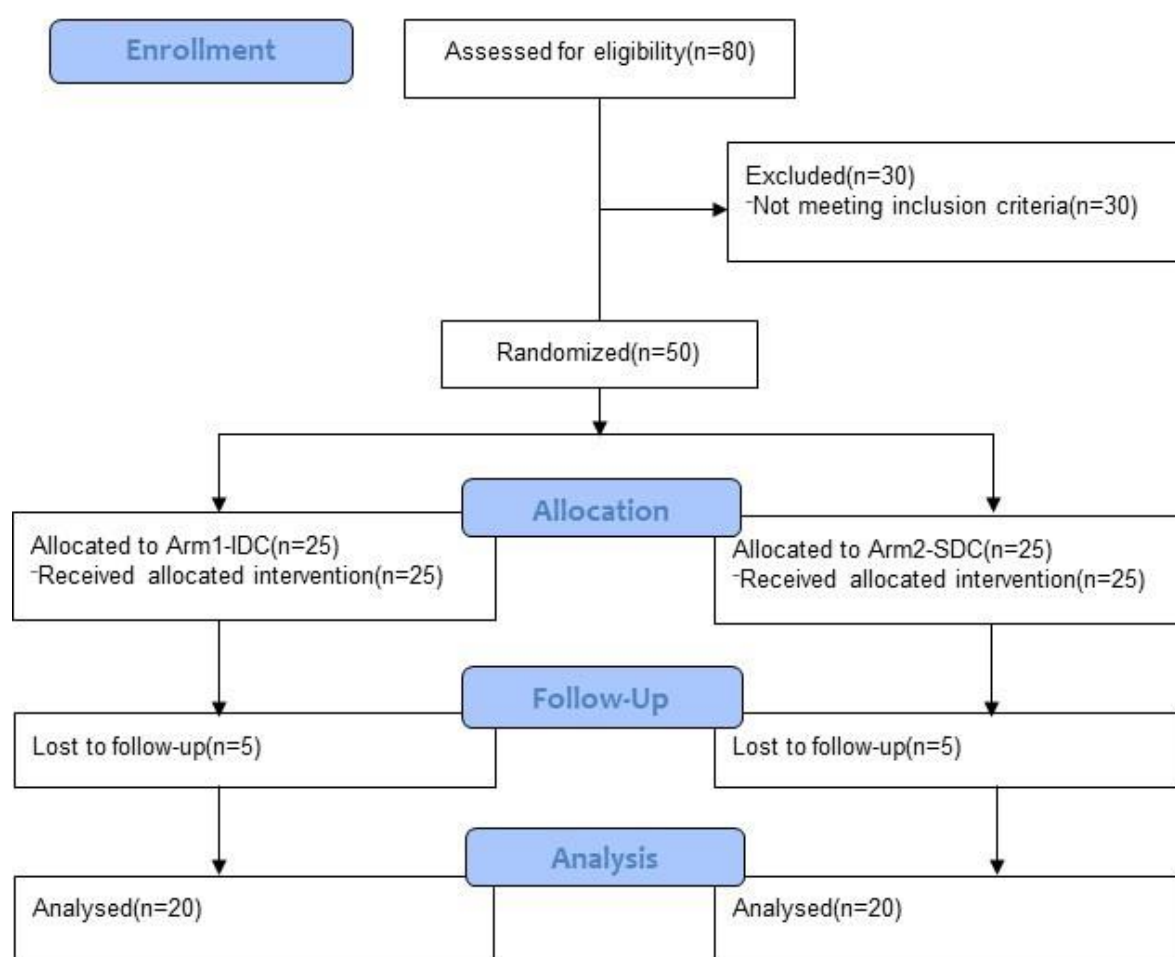 Enrollment
Assessed for eligibility(n=80)
Excluded(n=30)
-Not meeting inclusion criteria(n=30)
Randomized(n=50)
Allocation
Allocated to Arm1-IDC(n=25)
-Received allocated intervention(n=25)
Allocated to Arm2-SDC(n=25)
-Received allocated intervention(n=25)
Follow-Up
Lost to follow-up(n=5)
Lost to follow-up(n=5)
Analysis
Analysed(n=20)
Analysed(n=20)